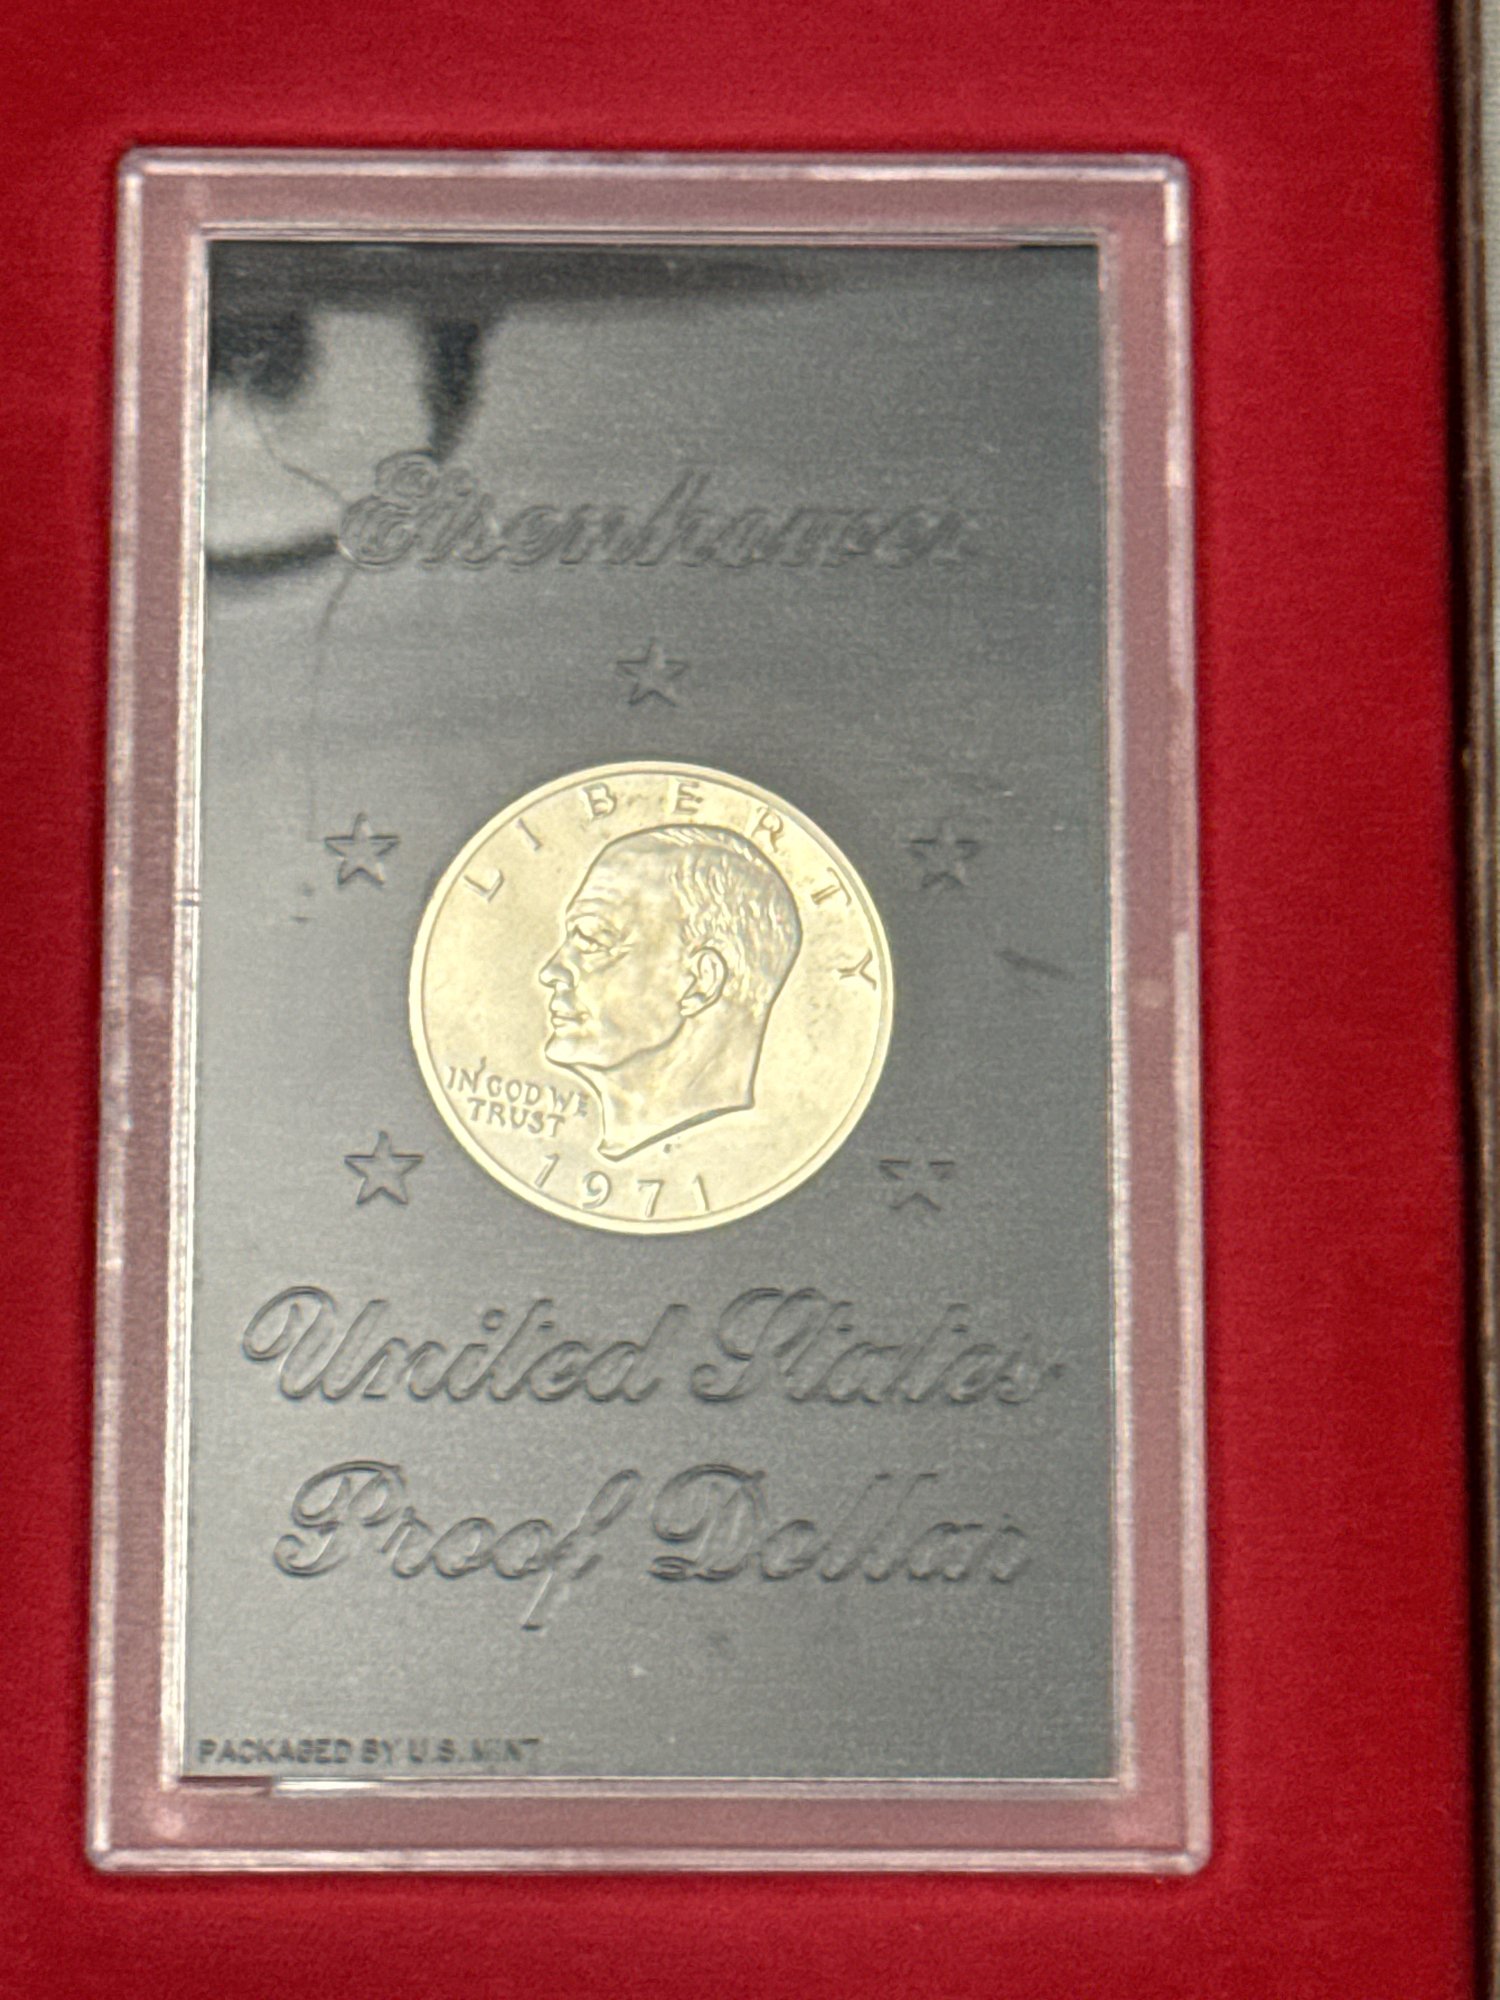 Eisenhower
LIBERTY
IN GOD WE
TRUST
1971
United States
Proof Dollar
PACKAGED BY U.S. MINT